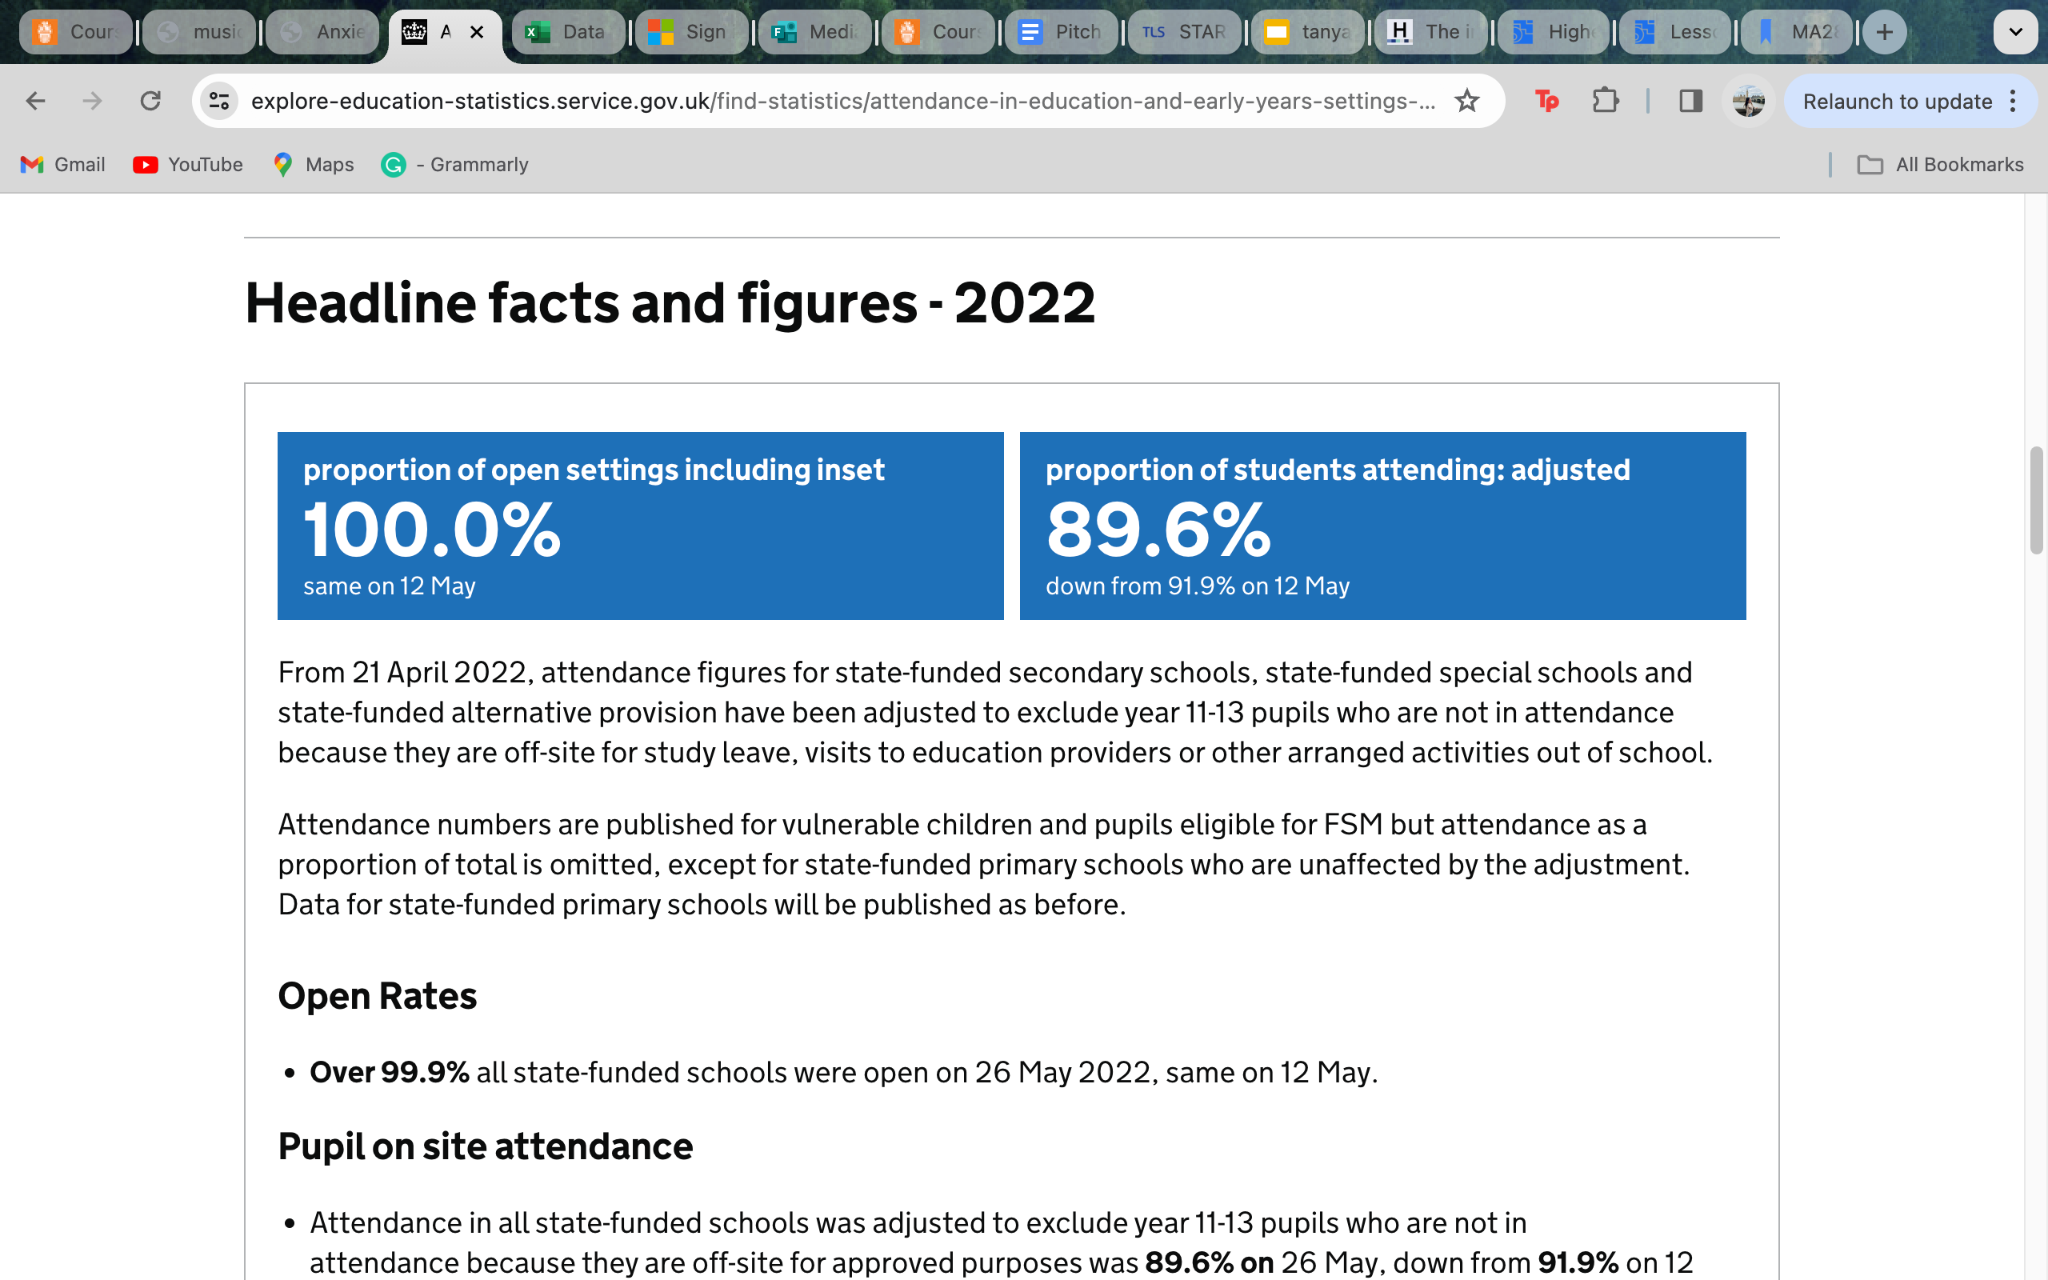 Cour
musi
Anxie
A
Data
Sign
Medi
Cour
Pitch
TLS STAR
tanya
H The i
High
Less
MA28
explore-education-statistics.service.gov.uk/find-statistics/attendance-in-education-and-early-years-settings-...
Tp
Relaunch to update
Gmail
YouTube
Maps
G - Grammarly
All Bookmarks
Headline facts and figures - 2022
proportion of open settings including inset
100.0%
same on 12 May
proportion of students attending: adjusted
89.6%
down from 91.9% on 12 May
From 21 April 2022, attendance figures for state-funded secondary schools, state-funded special schools and
state-funded alternative provision have been adjusted to exclude year 11-13 pupils who are not in attendance
because they are off-site for study leave, visits to education providers or other arranged activities out of school.
Attendance numbers are published for vulnerable children and pupils eligible for FSM but attendance as a
proportion of total is omitted, except for state-funded primary schools who are unaffected by the adjustment.
Data for state-funded primary schools will be published as before.
Open Rates
• Over 99.9% all state-funded schools were open on 26 May 2022, same on 12 May.
Pupil on site attendance
• Attendance in all state-funded schools was adjusted to exclude year 11-13 pupils who are not in
attendance because they are off-site for approved purposes was 89.6% on 26 May, down from 91.9% on 12